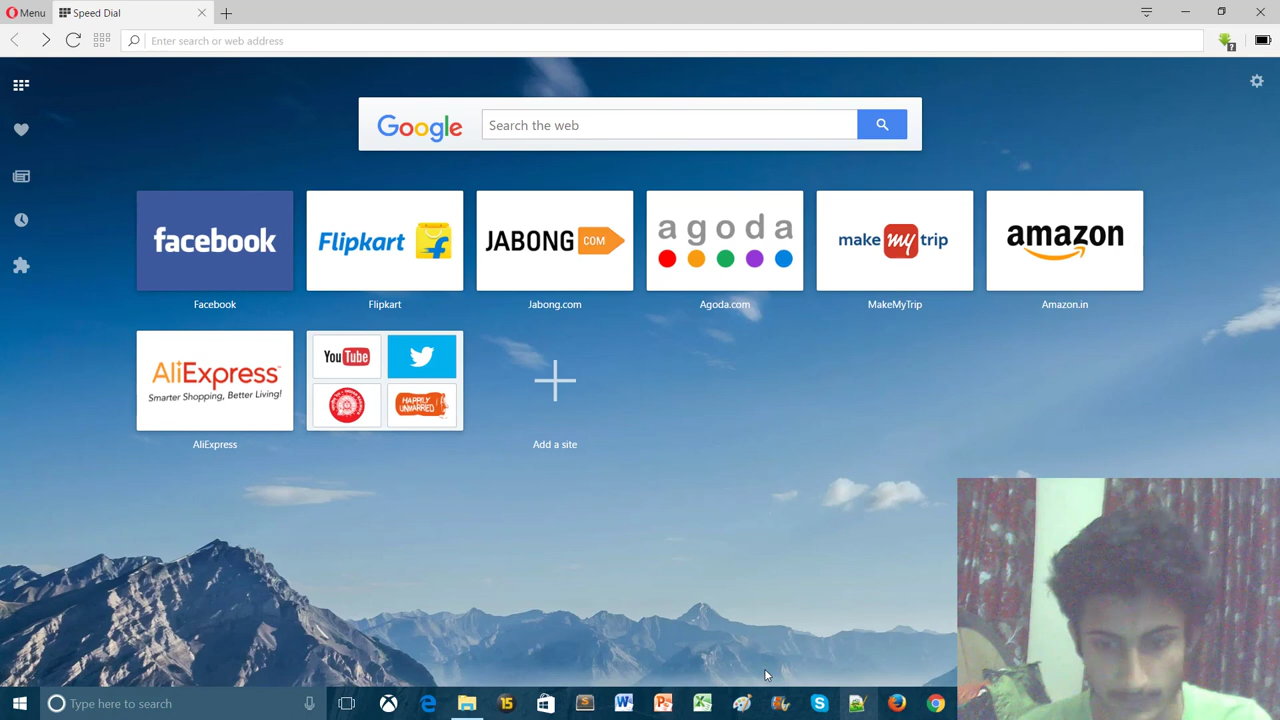 Menu
Speed Dial
Enter search or web address
Google
Search the web
facebook
Flipkart
JABONG COM
agoda
make my trip
amazon
Facebook
Flipkart
Jabong.com
Agoda.com
MakeMyTrip
Amazon.in
AliExpress
Smarter Shopping, Better Living!
YouTube
HAPPILY UNMARRIED
AliExpress
Add a site
Type here to search
15